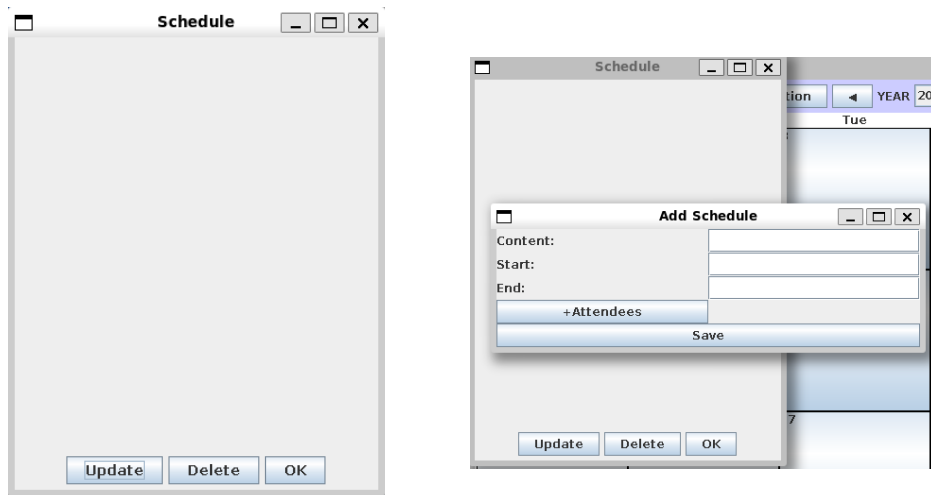 Schedule
Update Delete OK
Schedule
tion YEAR 20
Tue
Add Schedule
Content:
Start:
End:
+Attendees
Save
7
Update Delete OK